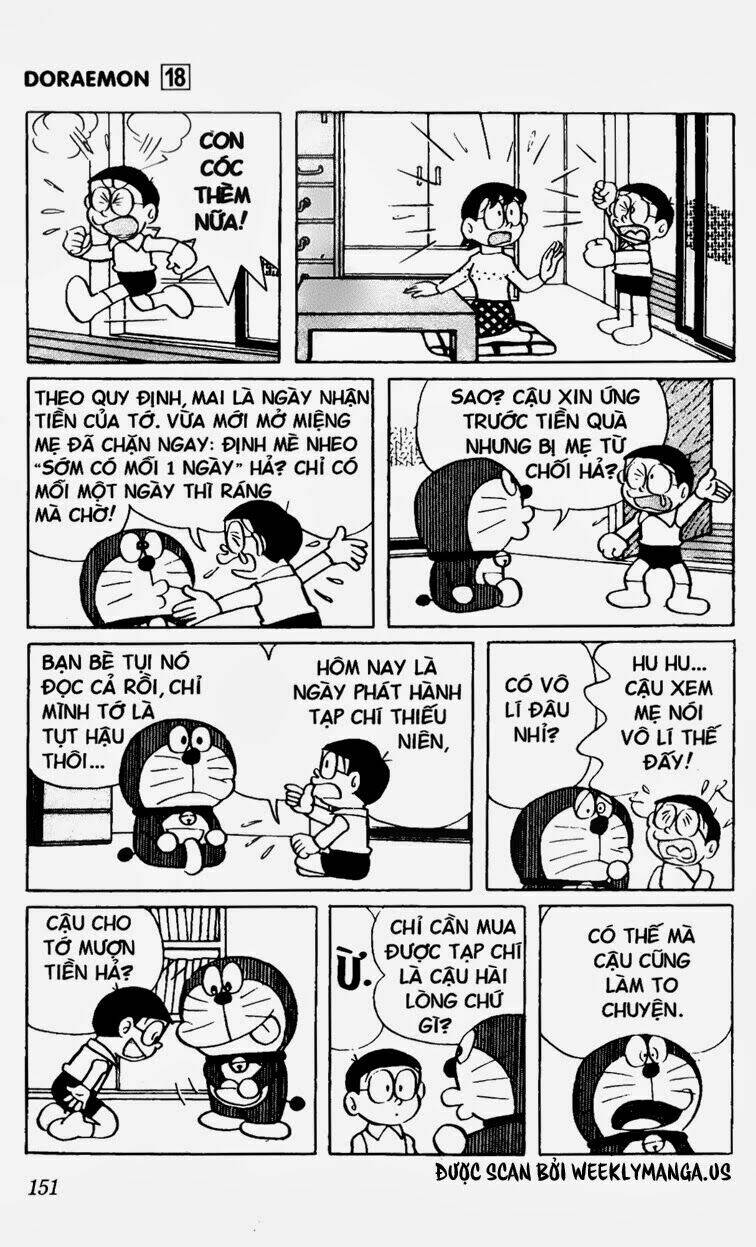 DORAEMON 18
CON
CÓC
THÈM
NỮA!
THEO QUY ĐỊNH, MAI LÀ NGÀY NHẬN
TIỀN CỦA TỚ. VỪA MỚI MỞ MIỆNG
MẸ ĐÃ CHẶN NGAY: ĐỊNH MÈ NHEO
"SỚM CÓ MỖI 1 NGÀY" HẢ? CHỈ CÓ
MỖI MỘT NGÀY THÌ RÁNG
MÀ CHỜ!
SAO? CẬU XIN ỨNG
TRƯỚC TIỀN QUÀ
NHƯNG BỊ MẸ TỪ
CHỐI HẢ?
BẠN BÈ TỤI NÓ
ĐỌC CẢ RỒI, CHỈ
MÌNH TỚ LÀ
TỤT HẬU
THÔI...
HÔM NAY LÀ
NGÀY PHÁT HÀNH
TẠP CHÍ THIẾU
NIÊN,
CÓ VÔ
LÍ ĐÂU
NHỈ?
HU HU...
CẬU XEM
MẸ NÓI
VÔ LÍ THẾ
ĐẤY!
CẬU CHO
TỚ MƯỢN
TIỀN HẢ?
Ừ.
CHỈ CẦN MUA
ĐƯỢC TẠP CHÍ
LÀ CẬU HÀI
LÒNG CHỨ
GÌ?
CÓ THẾ MÀ
CẬU CŨNG
LÀM TO
CHUYỆN.
151
ĐƯỢC SCAN BỞI WEEKLYMANGA.US